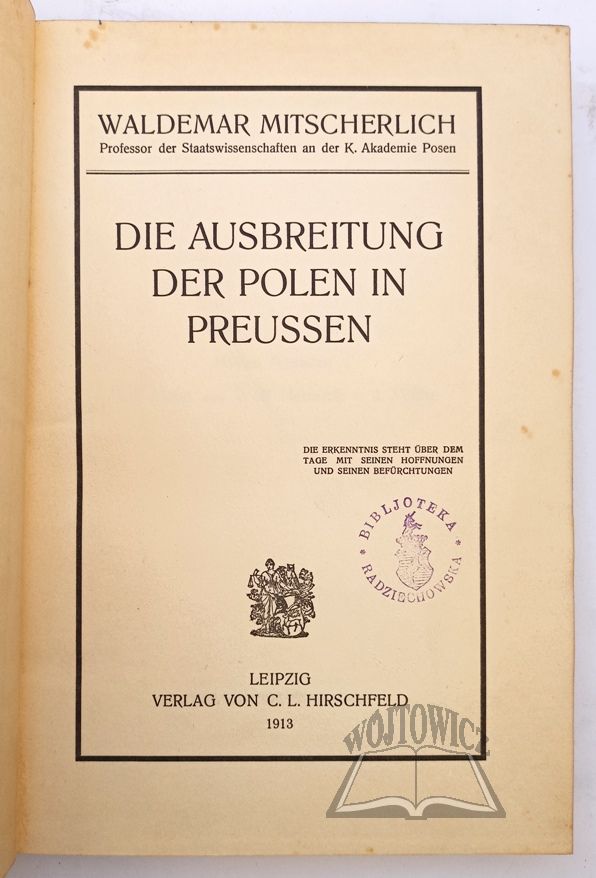 WALDEMAR MITSCHERLICH
Professor der Staatswissenschaften an der K. Akademie Posen
DIE AUSBREITUNG
DER POLEN IN
PREUSSEN
DIE ERKENNTNIS STEHT ÜBER DEM
TAGE MIT SEINEN HOFFNUNGEN
UND SEINEN BEFÜRCHTUNGEN
* BIBLJOTEKA *
RADZIECHOWSKA
LEIPZIG
VERLAG VON C. L. HIRSCHFELD
1913
WÓJTOWICZ